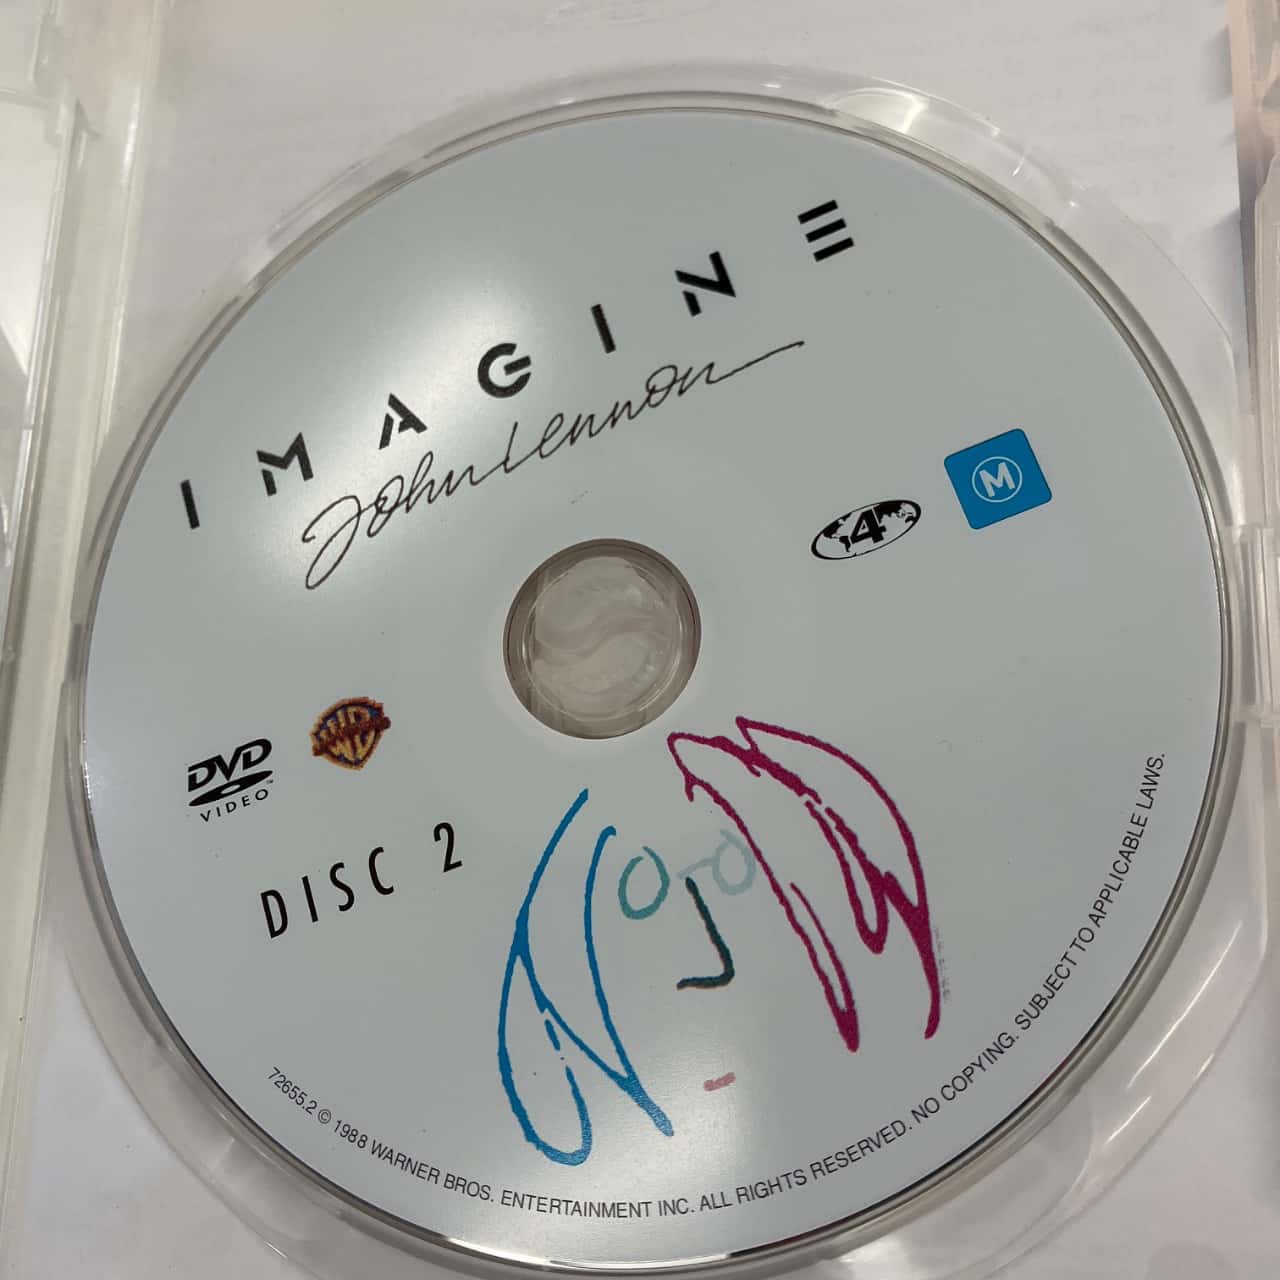 IMAGINE
John Lennon
4
M
DVD
VIDEO
WB
DISC 2
72655.2 © 1988 WARNER BROS. ENTERTAINMENT INC. ALL RIGHTS RESERVED. NO COPYING. SUBJECT TO APPLICABLE LAWS.